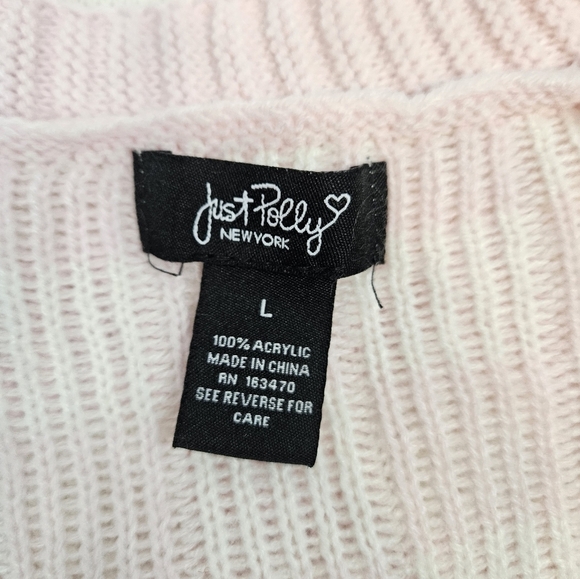 Just Polly
NEW YORK
L
100% ACRYLIC
MADE IN CHINA
RN 163470
SEE REVERSE FOR
CARE